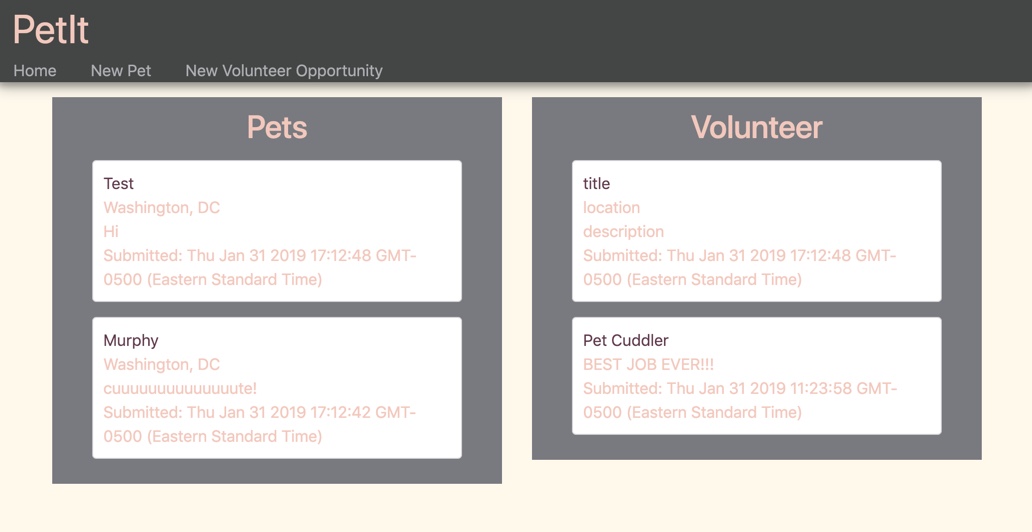 PetIt
Home New Pet New Volunteer Opportunity
Pets
Test
Washington, DC
Hi
Submitted: Thu Jan 31 2019 17:12:48 GMT-
0500 (Eastern Standard Time)
Murphy
Washington, DC
cuuuuuuuuuuuuuute!
Submitted: Thu Jan 31 2019 17:12:42 GMT-
0500 (Eastern Standard Time)
Volunteer
title
location
description
Submitted: Thu Jan 31 2019 17:12:48 GMT-
0500 (Eastern Standard Time)
Pet Cuddler
BEST JOB EVER!!!
Submitted: Thu Jan 31 2019 11:23:58 GMT-
0500 (Eastern Standard Time)